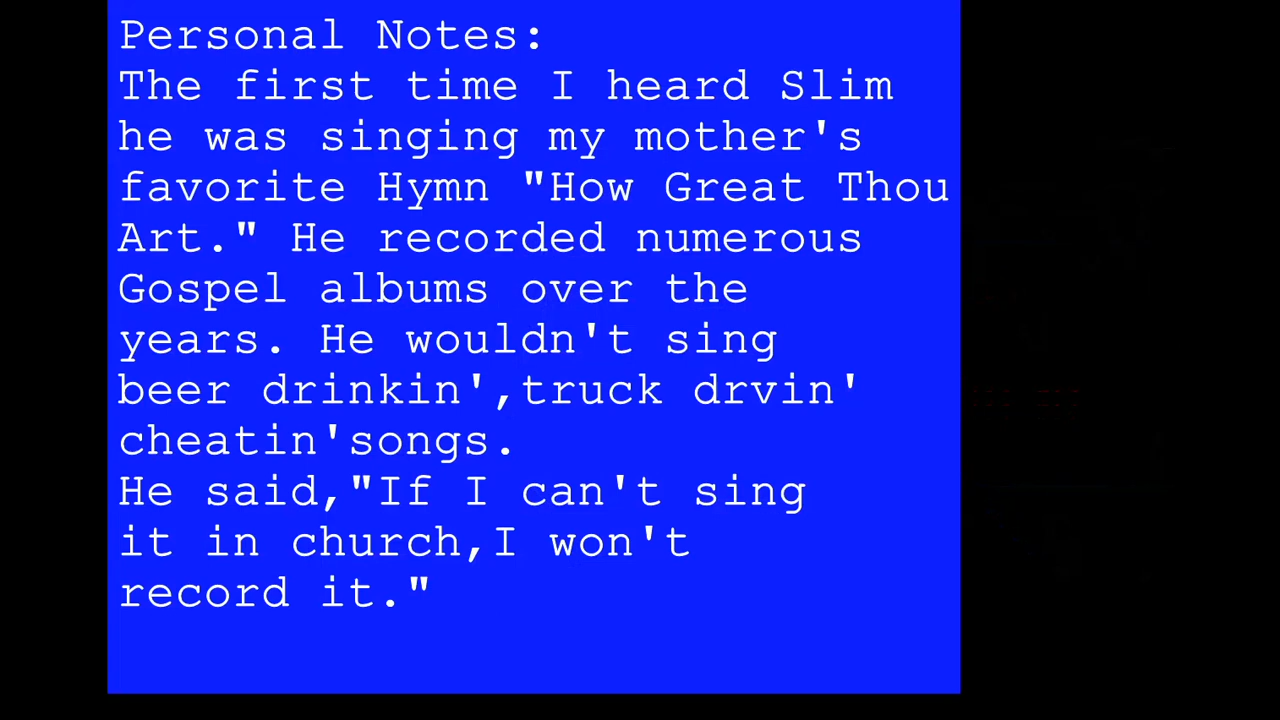 Personal Notes:
The first time I heard Slim
he was singing my mother's
favorite Hymn "How Great Thou
Art." He recorded numerous
Gospel albums over the
years. He wouldn't sing
beer drinkin',truck drvin'
cheatin'songs.
He said,"If I can't sing
it in church,I won't
record it."